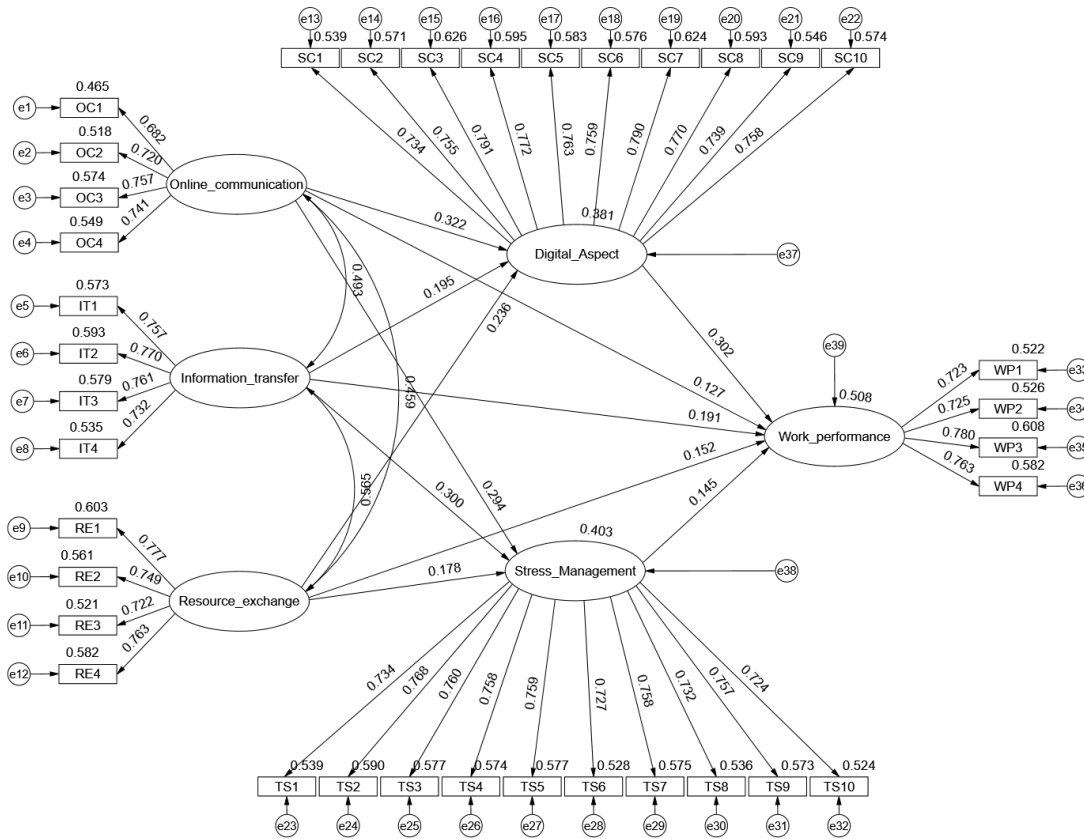 e13 e14 e15 e16 e17 e18 e19 e20 e21 e22
0.539 0.571 0.626 0.595 0.583 0.576 0.624 0.593 0.546 0.574
SC1 SC2 SC3 SC4 SC5 SC6 SC7 SC8 SC9 SC10
0.734 0.755 0.791 0.772 0.763 0.759 0.790 0.770 0.739 0.758
0.465
e1 OC1
0.682
0.518
e2 OC2
0.720
0.574
e3 OC3
0.757
0.549
e4 OC4
0.741
Online_communication
0.322
0.381
Digital_Aspect
e37
0.493
0.195
0.236
0.573
e5 IT1
0.757
0.593
e6 IT2
0.770
0.579
e7 IT3
0.761
0.535
e8 IT4
0.732
Information_transfer
0.459
0.302
0.127
0.191
0.152
0.145
e39
0.508
Work_performance
0.522
0.723
WP1 e33
0.526
0.725
WP2 e34
0.608
0.780
WP3 e35
0.582
0.763
WP4 e36
0.565
0.300
0.294
0.603
e9 RE1
0.777
0.561
e10 RE2
0.749
0.521
e11 RE3
0.722
0.582
e12 RE4
0.763
Resource_exchange
0.178
0.403
Stress_Management
e38
0.734 0.768 0.760 0.758 0.759 0.727 0.758 0.732 0.757 0.724
0.539 0.590 0.577 0.574 0.577 0.528 0.575 0.536 0.573 0.524
TS1 TS2 TS3 TS4 TS5 TS6 TS7 TS8 TS9 TS10
e23 e24 e25 e26 e27 e28 e29 e30 e31 e32